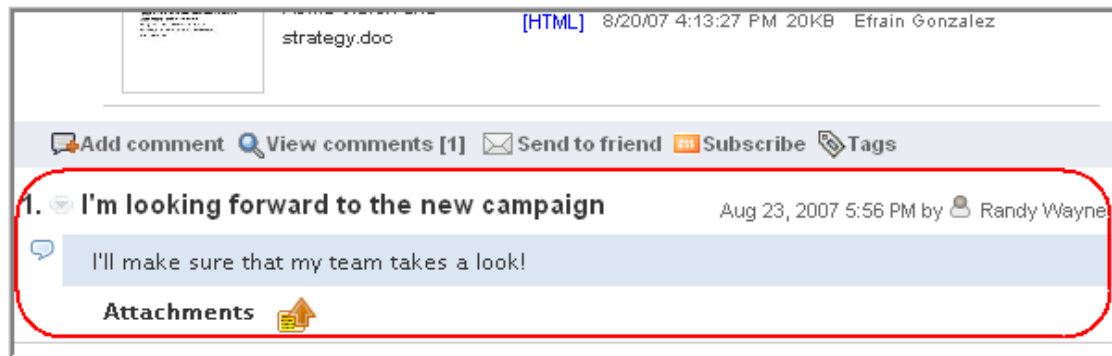 strategy.doc
[HTML] 8/20/07 4:13:27 PM 20KB Efrain Gonzalez
Add comment View comments [1] Send to friend Subscribe Tags
1. I'm looking forward to the new campaign Aug 23, 2007 5:56 PM by Randy Wayne
I'll make sure that my team takes a look!
Attachments